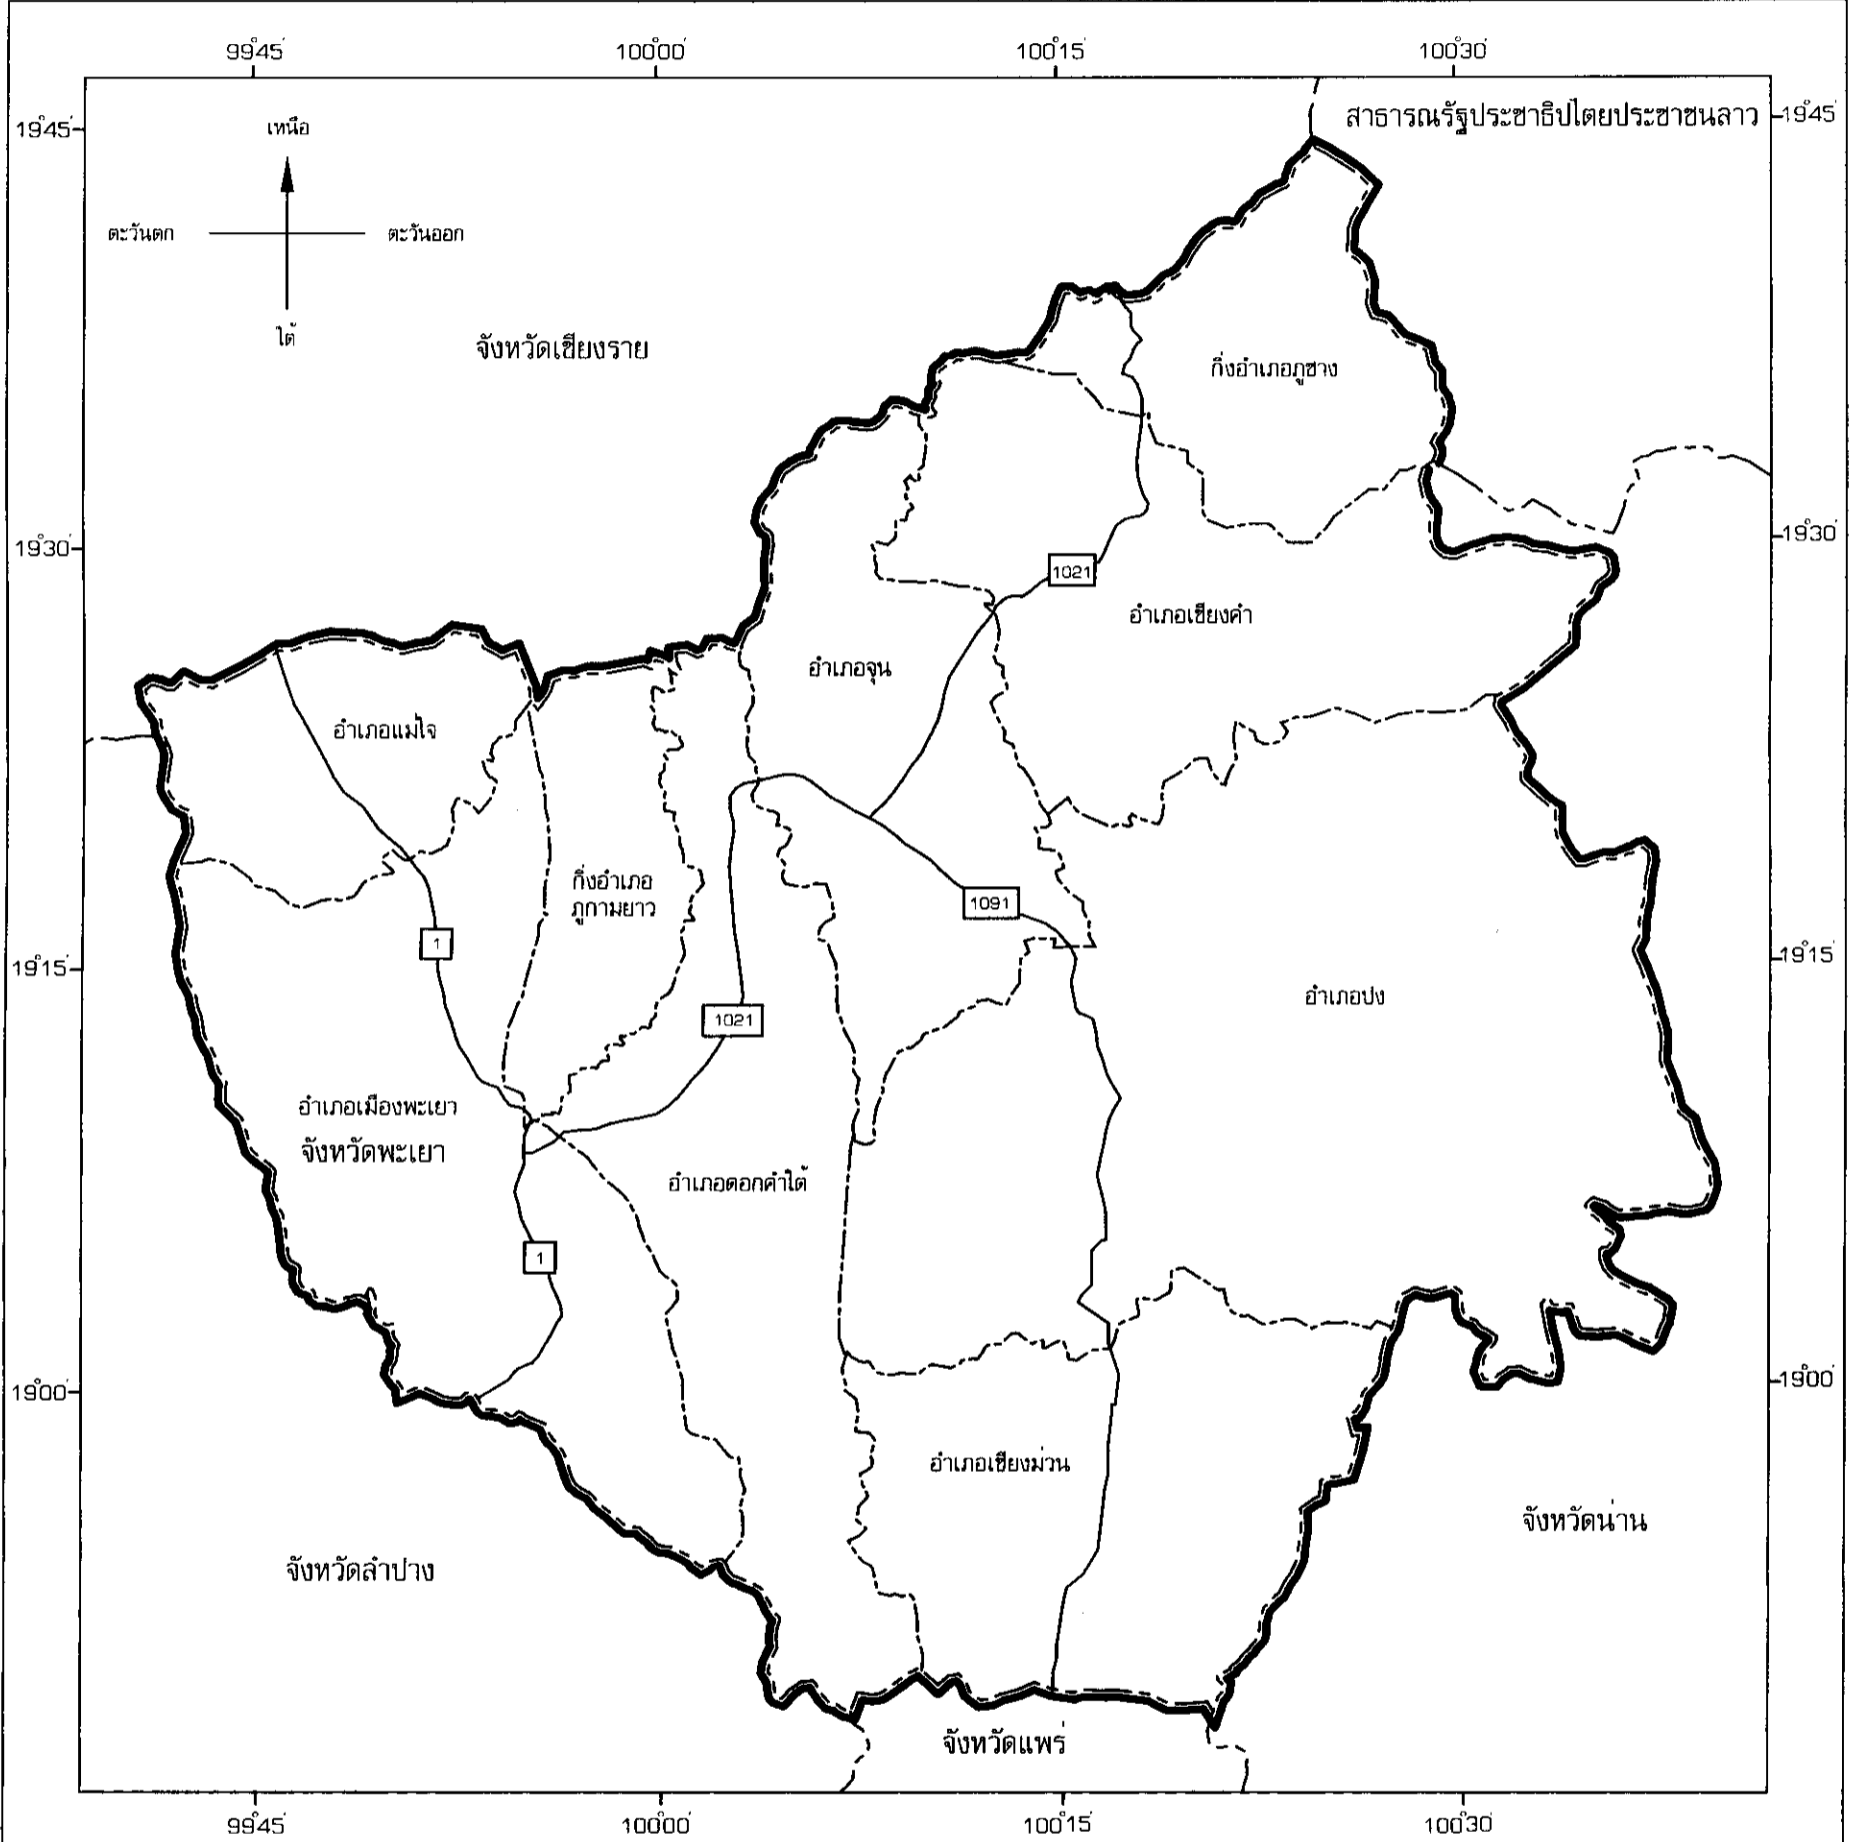 99°45'
100°00'
100°15'
100°30'
สาธารณรัฐประชาธิปไตยประชาชนลาว
19°45'
19°45'
เหนือ
ตะวันตก
ตะวันออก
ใต้
จังหวัดเชียงราย
กิ่งอำเภอภูซาง
19°30'
19°30'
1021
อำเภอเชียงคำ
อำเภอจุน
อำเภอแม่ใจ
กิ่งอำเภอ
ภูกามยาว
1091
1
19°15'
19°15'
อำเภอปง
1021
อำเภอเมืองพะเยา
จังหวัดพะเยา
อำเภอดอกคำใต้
1
19°00'
19°00'
อำเภอเชียงม่วน
จังหวัดน่าน
จังหวัดลำปาง
จังหวัดแพร่
99°45'
100°00'
100°15'
100°30'